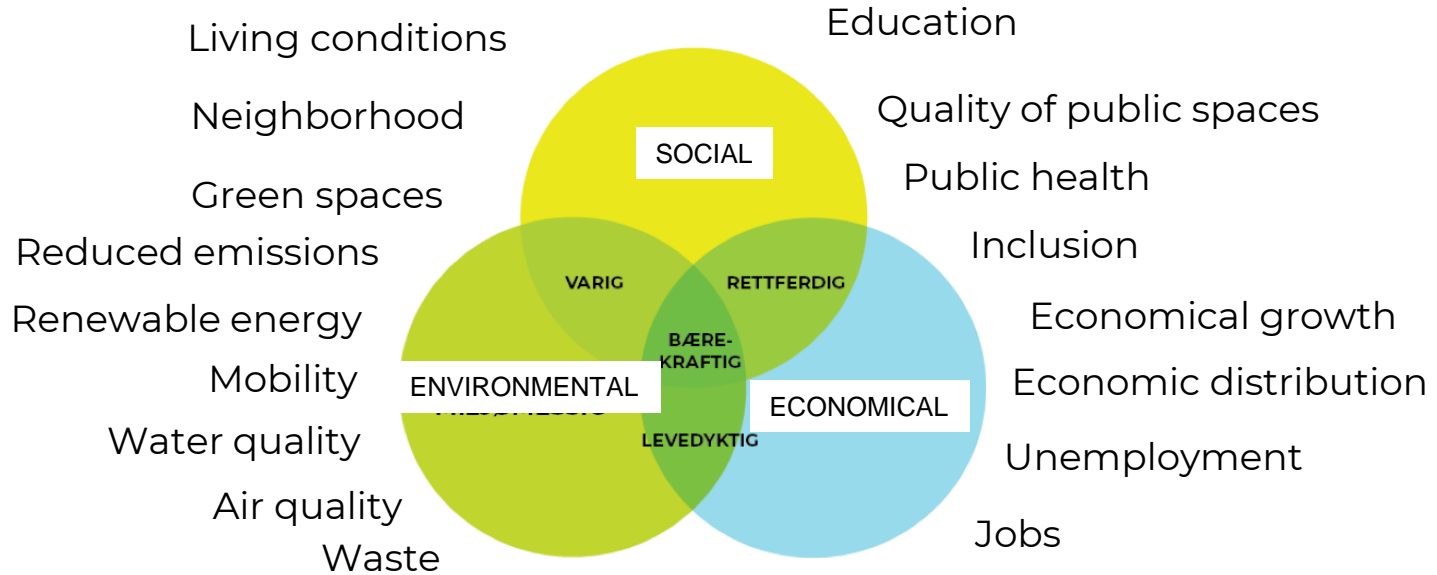 Living conditions
Education
Neighborhood
Quality of public spaces
SOCIAL
Green spaces
Public health
Reduced emissions
Inclusion
VARIG
RETTFERDIG
Renewable energy
Economical growth
BÆRE-
KRAFTIG
Mobility
ENVIRONMENTAL
Economic distribution
ECONOMICAL
Water quality
LEVEDYKTIG
Unemployment
Air quality
Jobs
Waste